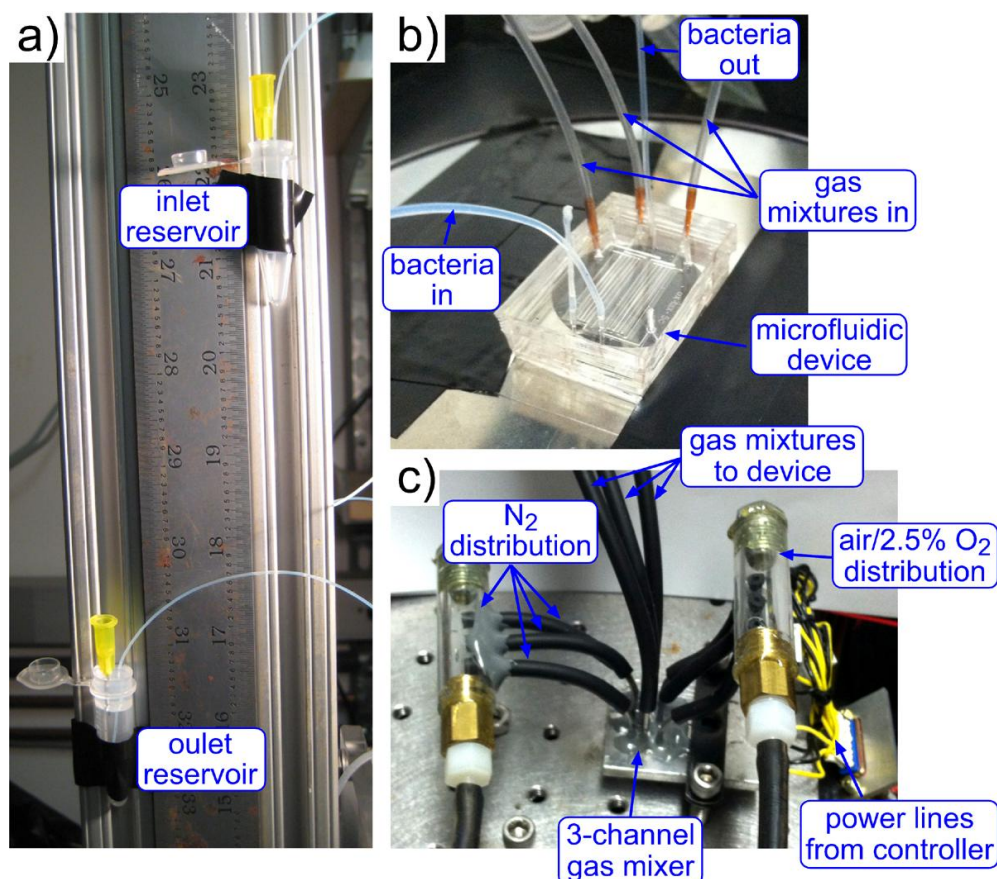 a)
25
23
inlet
reservoir
27
21
28
20
29
19
30
18
31
17
16
15
oulet
reservoir
b)
bacteria
out
gas
mixtures in
bacteria
in
microfluidic
device
c)
gas mixtures
to device
N2
distribution
air/2.5% O2
distribution
3-channel
gas mixer
power lines
from controller